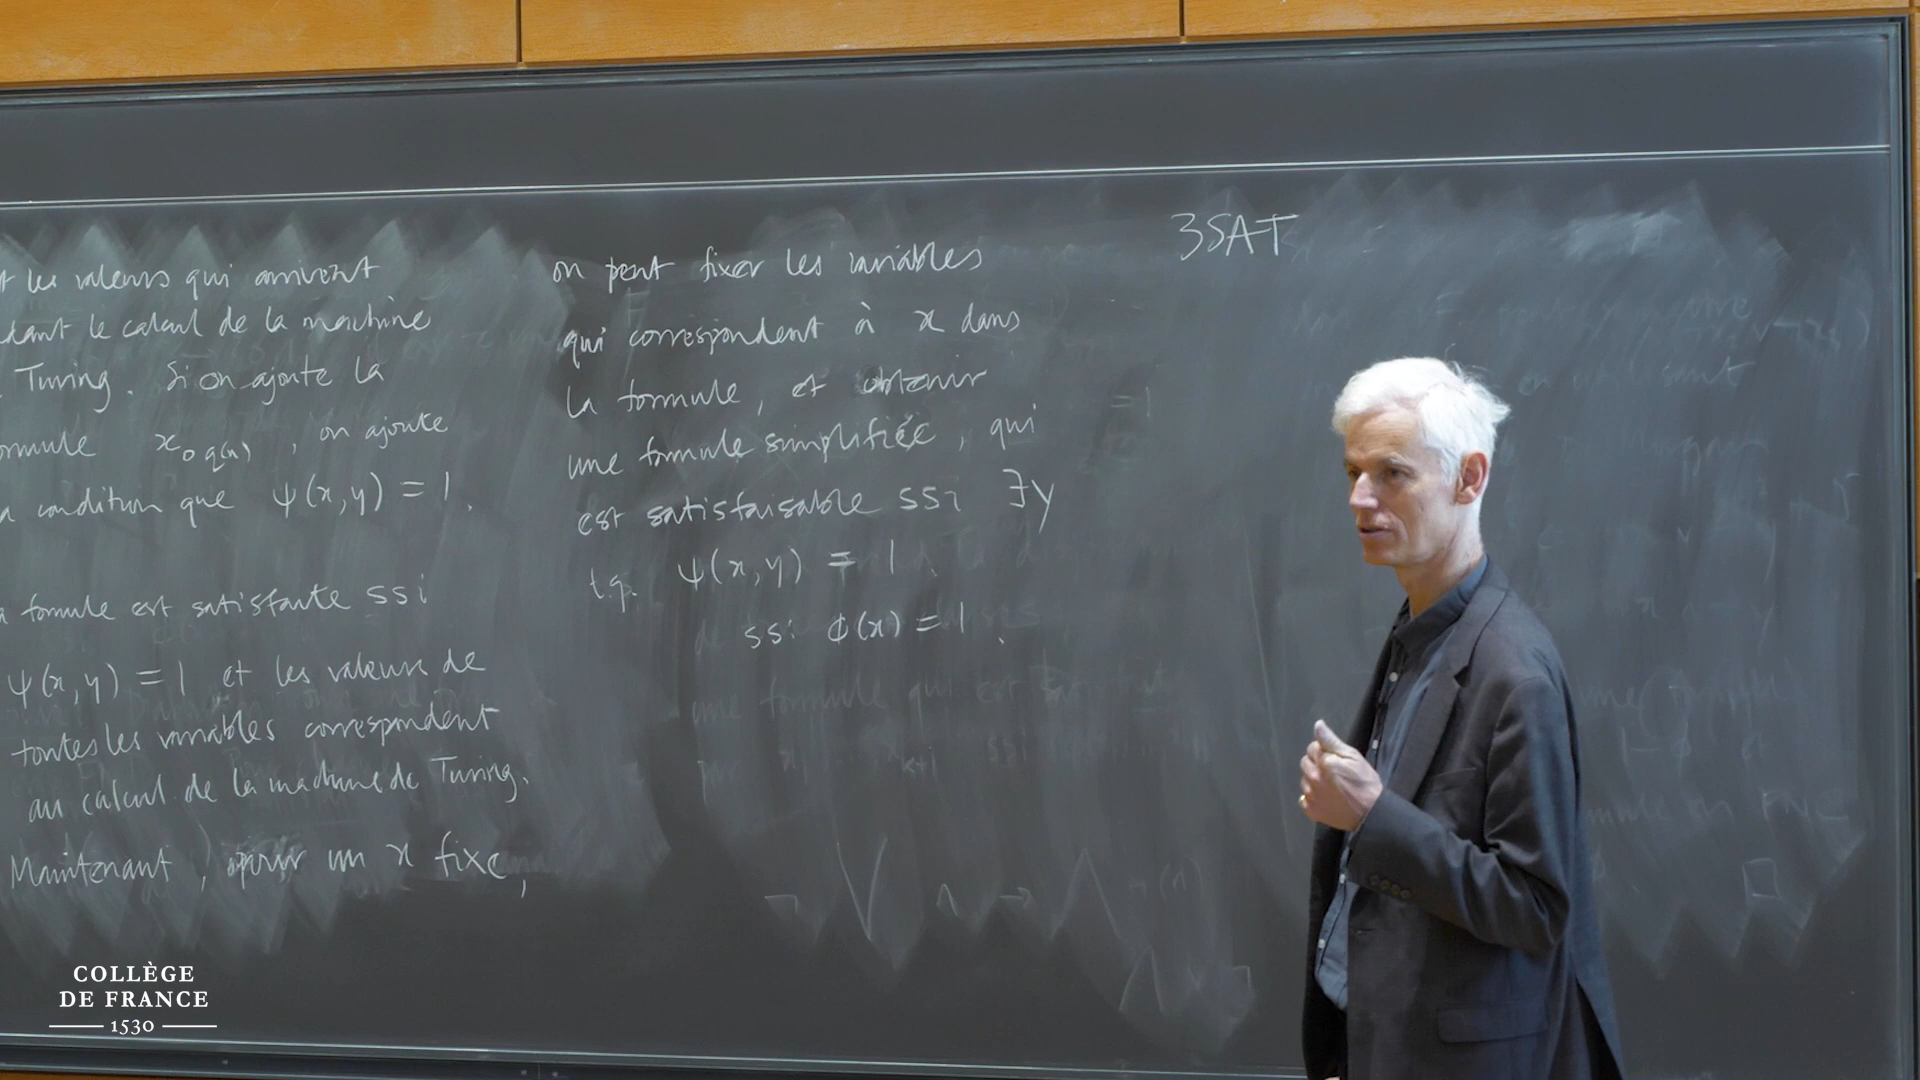 t les valeurs qui arrivent
dant le calcul de la machine
Turing. Si on ajoute la
ormule x₀q(n), on ajoute
a condition que ψ(x,y) = 1.
a formule est satisfaite ssi
ψ(x,y) = 1 et les valeurs de
toutes les variables correspondent
au calcul de la machine de Turing.
Maintenant, pour un x fixe,
on peut fixer les variables
qui correspondent à x dans
la formule, et obtenir
une formule simplifiée, qui
est satisfaisable ssi ∃y
t.q. ψ(x,y) = 1.
ssi ϕ(x) = 1.
3SAT
¬ ∨ ∧ → ∧
COLLÈGE
DE FRANCE
1530